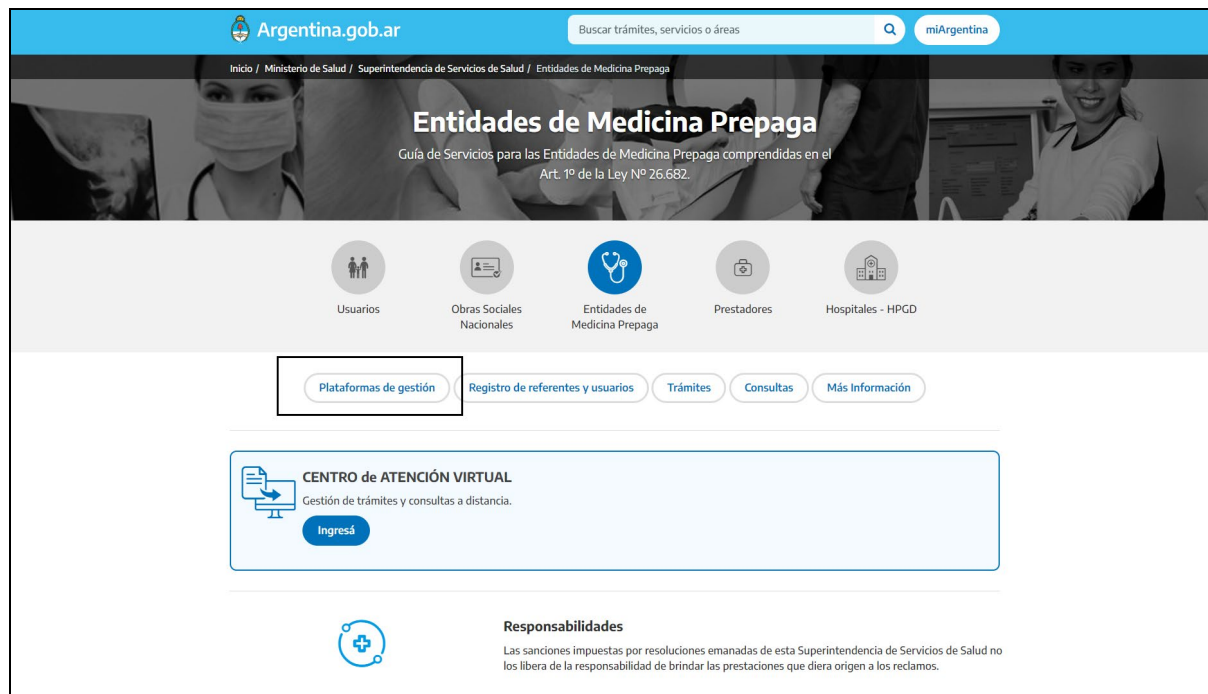 Argentina.gob.ar
Buscar trámites, servicios o áreas
miArgentina
Inicio / Ministerio de Salud / Superintendencia de Servicios de Salud / Entidades de Medicina Prepaga
Entidades de Medicina Prepaga
Guía de Servicios para las Entidades de Medicina Prepaga comprendidas en el
Art. 1º de la Ley Nº 26.682.
Usuarios
Obras Sociales
Nacionales
Entidades de
Medicina Prepaga
Prestadores
Hospitales - HPGD
Plataformas de gestión
Registro de referentes y usuarios
Trámites
Consultas
Más Información
CENTRO de ATENCIÓN VIRTUAL
Gestión de trámites y consultas a distancia.
Ingresá
Responsabilidades
Las sanciones impuestas por resoluciones emanadas de esta Superintendencia de Servicios de Salud no
los libera de la responsabilidad de brindar las prestaciones que diera origen a los reclamos.